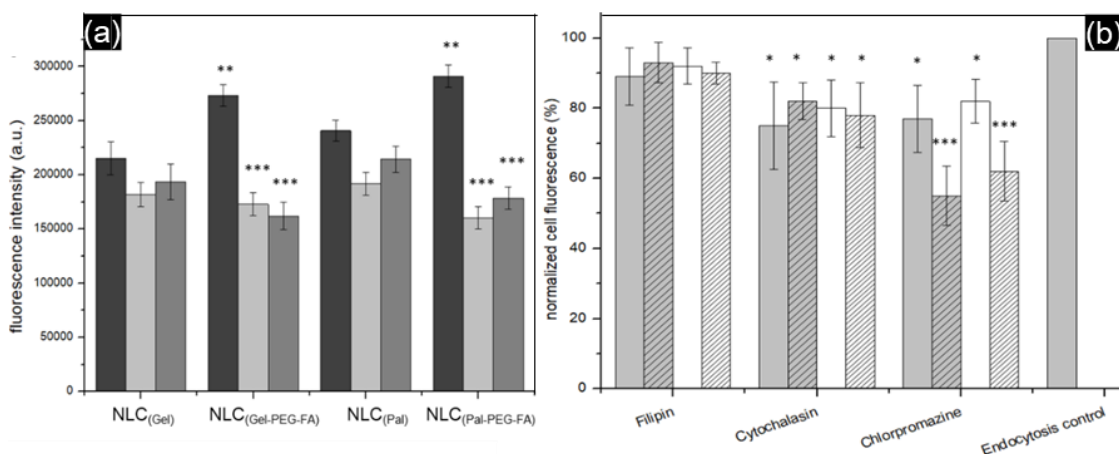 (a)
fluorescence intensity (a.u.)
300000
250000
200000
150000
100000
50000
0
**
***
***
**
***
***
NLC(Gel)
NLC(Gel-PEG-FA)
NLC(Pal)
NLC(Pal-PEG-FA)
(b)
normalized cell fluorescence (%)
100
80
60
40
20
0
*
*
*
*
*
***
*
***
Filipin
Cytochalasin
Chlorpromazine
Endocytosis control